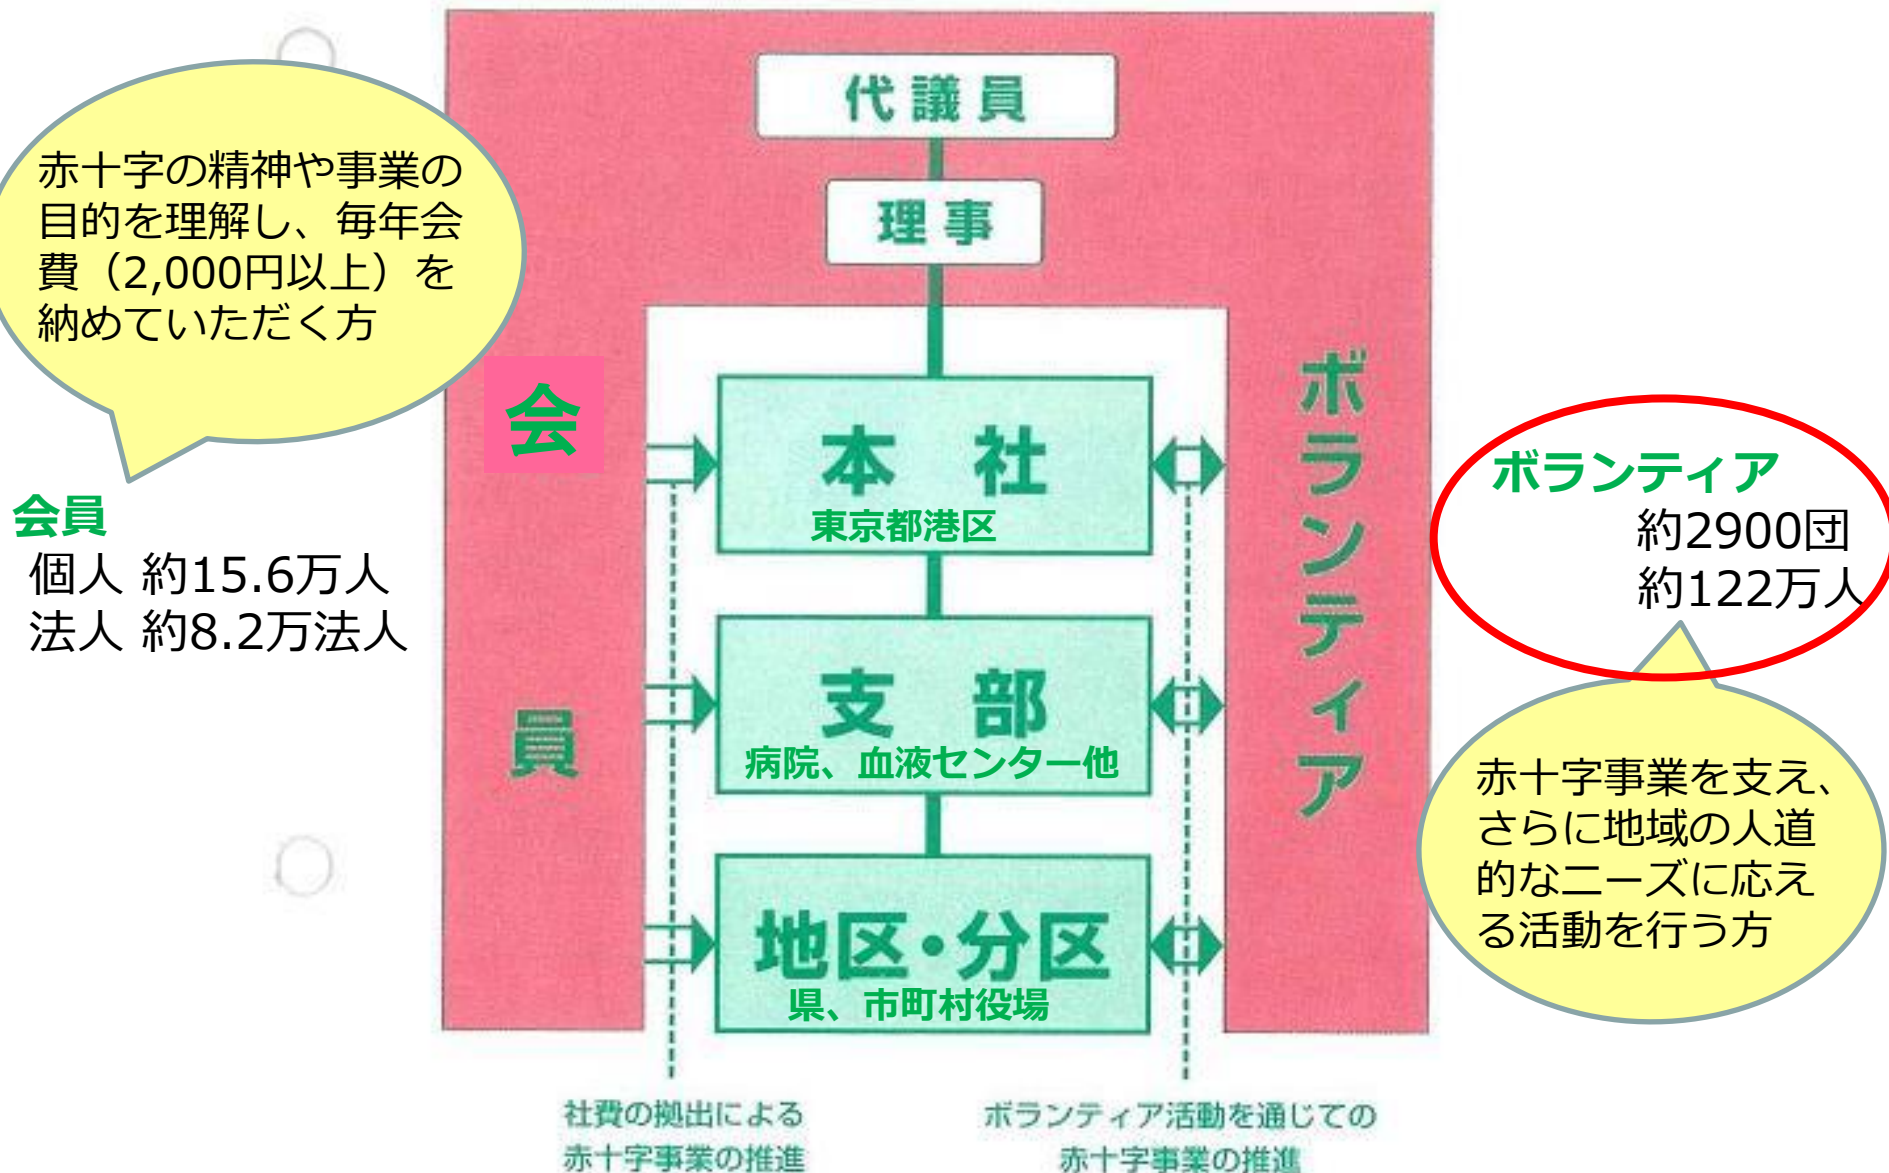 代議員
理事
赤十字の精神や事業の
目的を理解し、毎年会
費（2,000円以上）を
納めていただく方
会員
個人 約15.6万人
法人 約8.2万法人
会
員
本 社
東京都港区
支 部
病院、血液センター他
地区・分区
県、市町村役場
ボランティア
ボランティア
約2900団
約122万人
赤十字事業を支え、
さらに地域の人道
的なニーズに応え
る活動を行う方
社費の拠出による
赤十字事業の推進
ボランティア活動を通じての
赤十字事業の推進